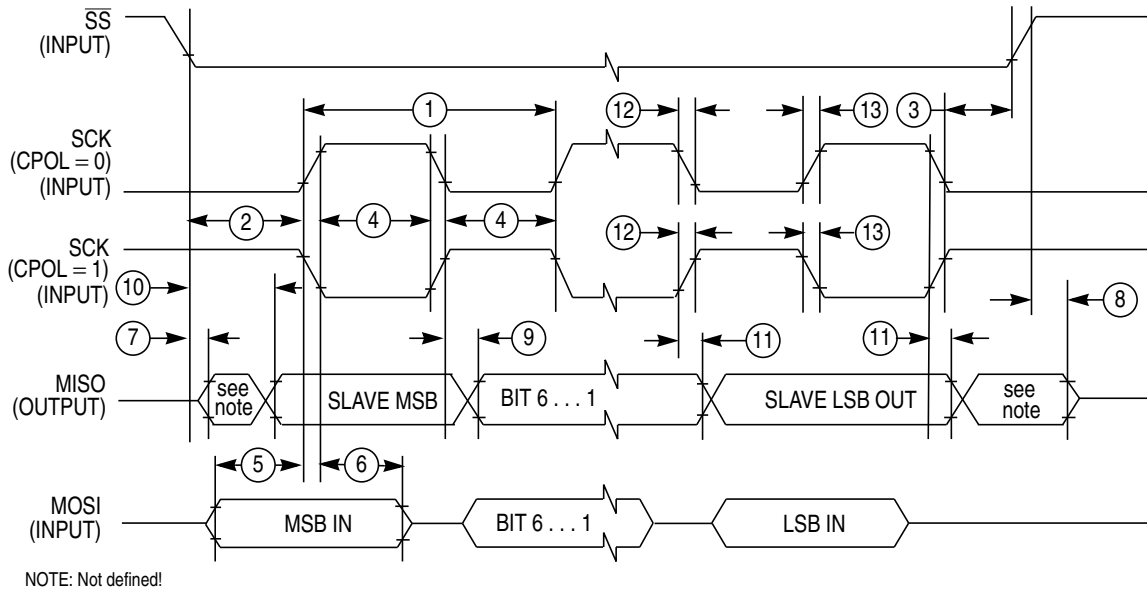 SS
(INPUT)
1
12
13
3
SCK
(CPOL = 0)
(INPUT)
2
4
4
12
13
SCK
(CPOL = 1)
(INPUT)
10
8
7
9
11
11
MISO
(OUTPUT)
see
note
SLAVE MSB
BIT 6 . . . 1
SLAVE LSB OUT
see
note
5
6
MOSI
(INPUT)
MSB IN
BIT 6 . . . 1
LSB IN
NOTE: Not defined!